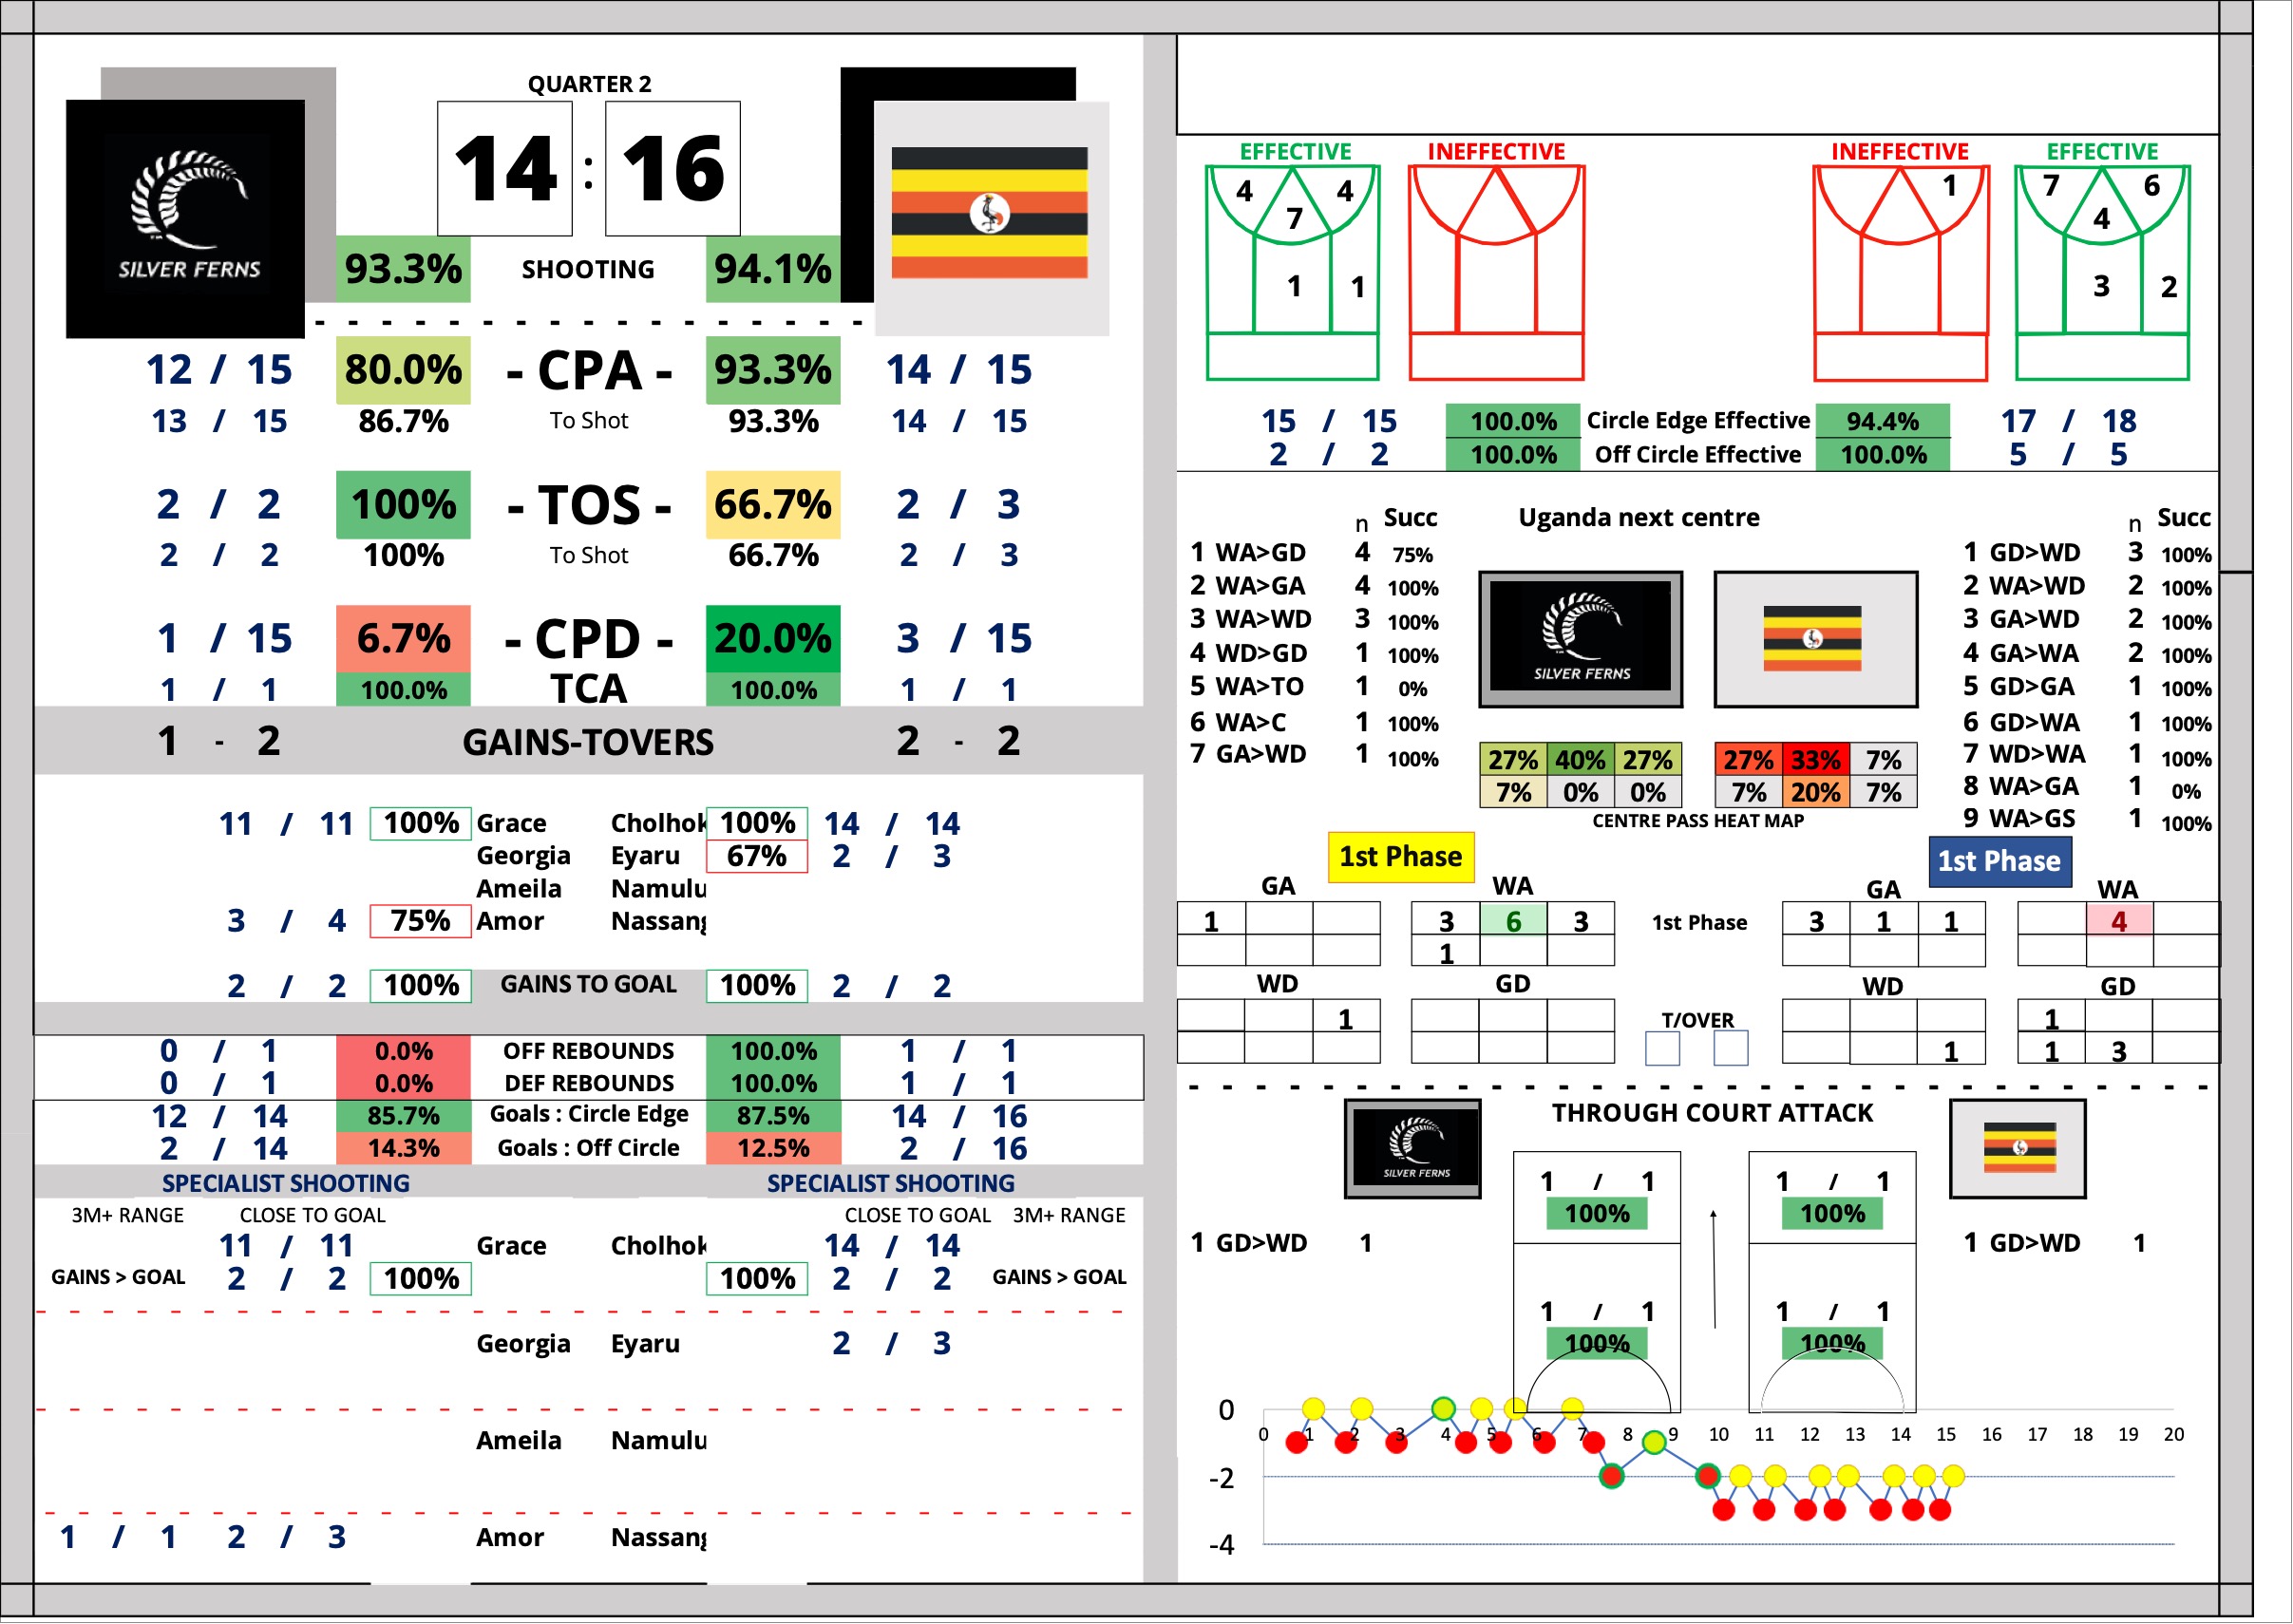 QUARTER 2
14 : 16
SILVER FERNS
93.3% SHOOTING 94.1%
12 / 15 80.0% - CPA - 93.3% 14 / 15
13 / 15 86.7% To Shot 93.3% 14 / 15
2 / 2 100% - TOS - 66.7% 2 / 3
2 / 2 100% To Shot 66.7% 2 / 3
1 / 15 6.7% - CPD - 20.0% 3 / 15
1 / 1 100.0% TCA 100.0% 1 / 1
1 - 2 GAINS-TOVERS 2 - 2
11 / 11 100% Grace Cholhok 100% 14 / 14
Georgia Eyaru 67% 2 / 3
Ameila Namulu
3 / 4 75% Amor Nassang
2 / 2 100% GAINS TO GOAL 100% 2 / 2
0 / 1 0.0% OFF REBOUNDS 100.0% 1 / 1
0 / 1 0.0% DEF REBOUNDS 100.0% 1 / 1
12 / 14 85.7% Goals : Circle Edge 87.5% 14 / 16
2 / 14 14.3% Goals : Off Circle 12.5% 2 / 16
SPECIALIST SHOOTING SPECIALIST SHOOTING
3M+ RANGE CLOSE TO GOAL CLOSE TO GOAL 3M+ RANGE
11 / 11 Grace Cholhok 14 / 14
GAINS > GOAL 2 / 2 100% 100% 2 / 2 GAINS > GOAL
Georgia Eyaru 2 / 3
Ameila Namulu
1 / 1 2 / 3 Amor Nassang
EFFECTIVE INEFFECTIVE INEFFECTIVE EFFECTIVE
4 7 4 1 7 4 6
1 1 3 2
15 / 15 100.0% Circle Edge Effective 94.4% 17 / 18
2 / 2 100.0% Off Circle Effective 100.0% 5 / 5
n Succ Uganda next centre n Succ
1 WA>GD 4 75% 1 GD>WD 3 100%
2 WA>GA 4 100% 2 WA>WD 2 100%
3 WA>WD 3 100% 3 GA>WD 2 100%
4 WD>GD 1 100% 4 GA>WA 2 100%
SILVER FERNS
5 WA>TO 1 0% 5 GD>GA 1 100%
6 WA>C 1 100% 6 GD>WA 1 100%
7 GA>WD 1 100% 27% 40% 27% 27% 33% 7% 7 WD>WA 1 100%
7% 0% 0% 7% 20% 7% 8 WA>GA 1 0%
CENTRE PASS HEAT MAP 9 WA>GS 1 100%
1st Phase 1st Phase
GA WA GA WA
1 3 6 3 1st Phase 3 1 1 4
1
WD GD WD GD
1 T/OVER 1
1 1 3
THROUGH COURT ATTACK
SILVER FERNS
1 / 1 1 / 1
100% 100%
1 GD>WD 1 1 GD>WD 1
1 / 1 1 / 1
100% 100%
0
0 1 2 3 4 5 6 7 8 9 10 11 12 13 14 15 16 17 18 19 20
-2
-4